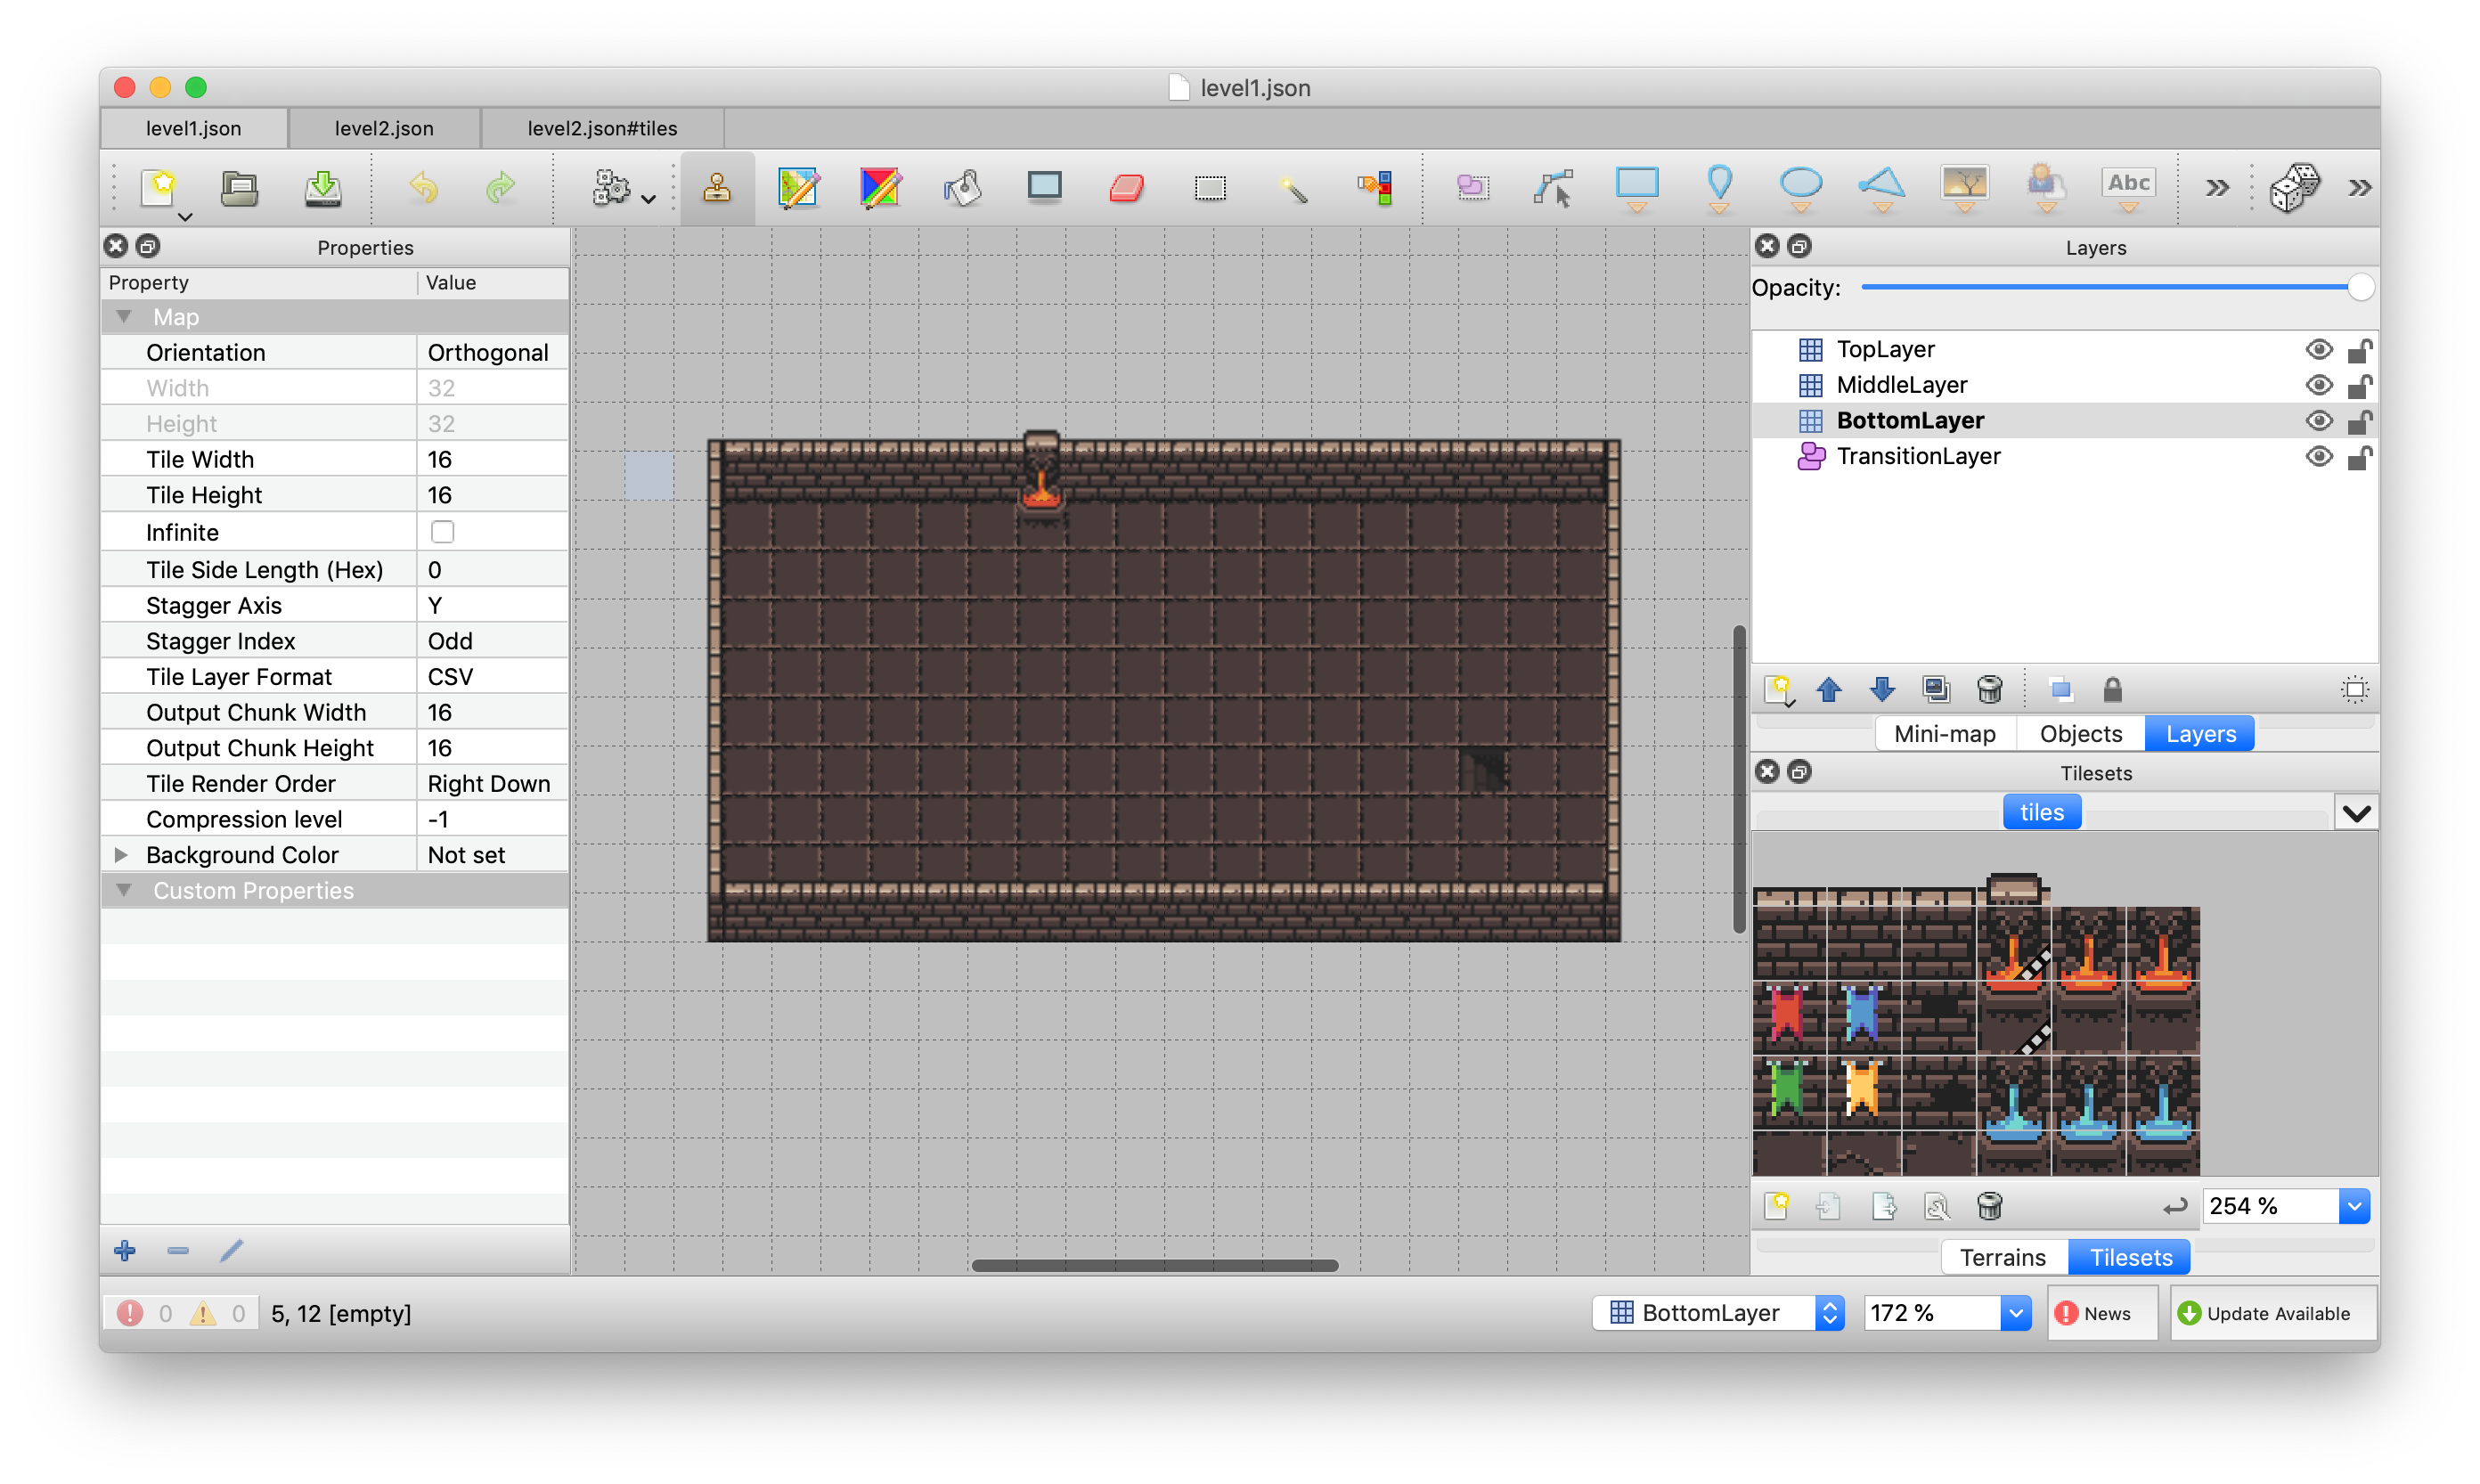 level1.json
level1.json level2.json level2.json#tiles
Abc
Properties
Property Value
Map
Orientation Orthogonal
Width 32
Height 32
Tile Width 16
Tile Height 16
Infinite
Tile Side Length (Hex) 0
Stagger Axis Y
Stagger Index Odd
Tile Layer Format CSV
Output Chunk Width 16
Output Chunk Height 16
Tile Render Order Right Down
Compression level -1
Background Color Not set
Custom Properties
Layers
Opacity:
TopLayer
MiddleLayer
BottomLayer
TransitionLayer
Mini-map Objects Layers
Tilesets
tiles
254 %
Terrains Tilesets
0 0 5, 12 [empty] BottomLayer 172 % News Update Available